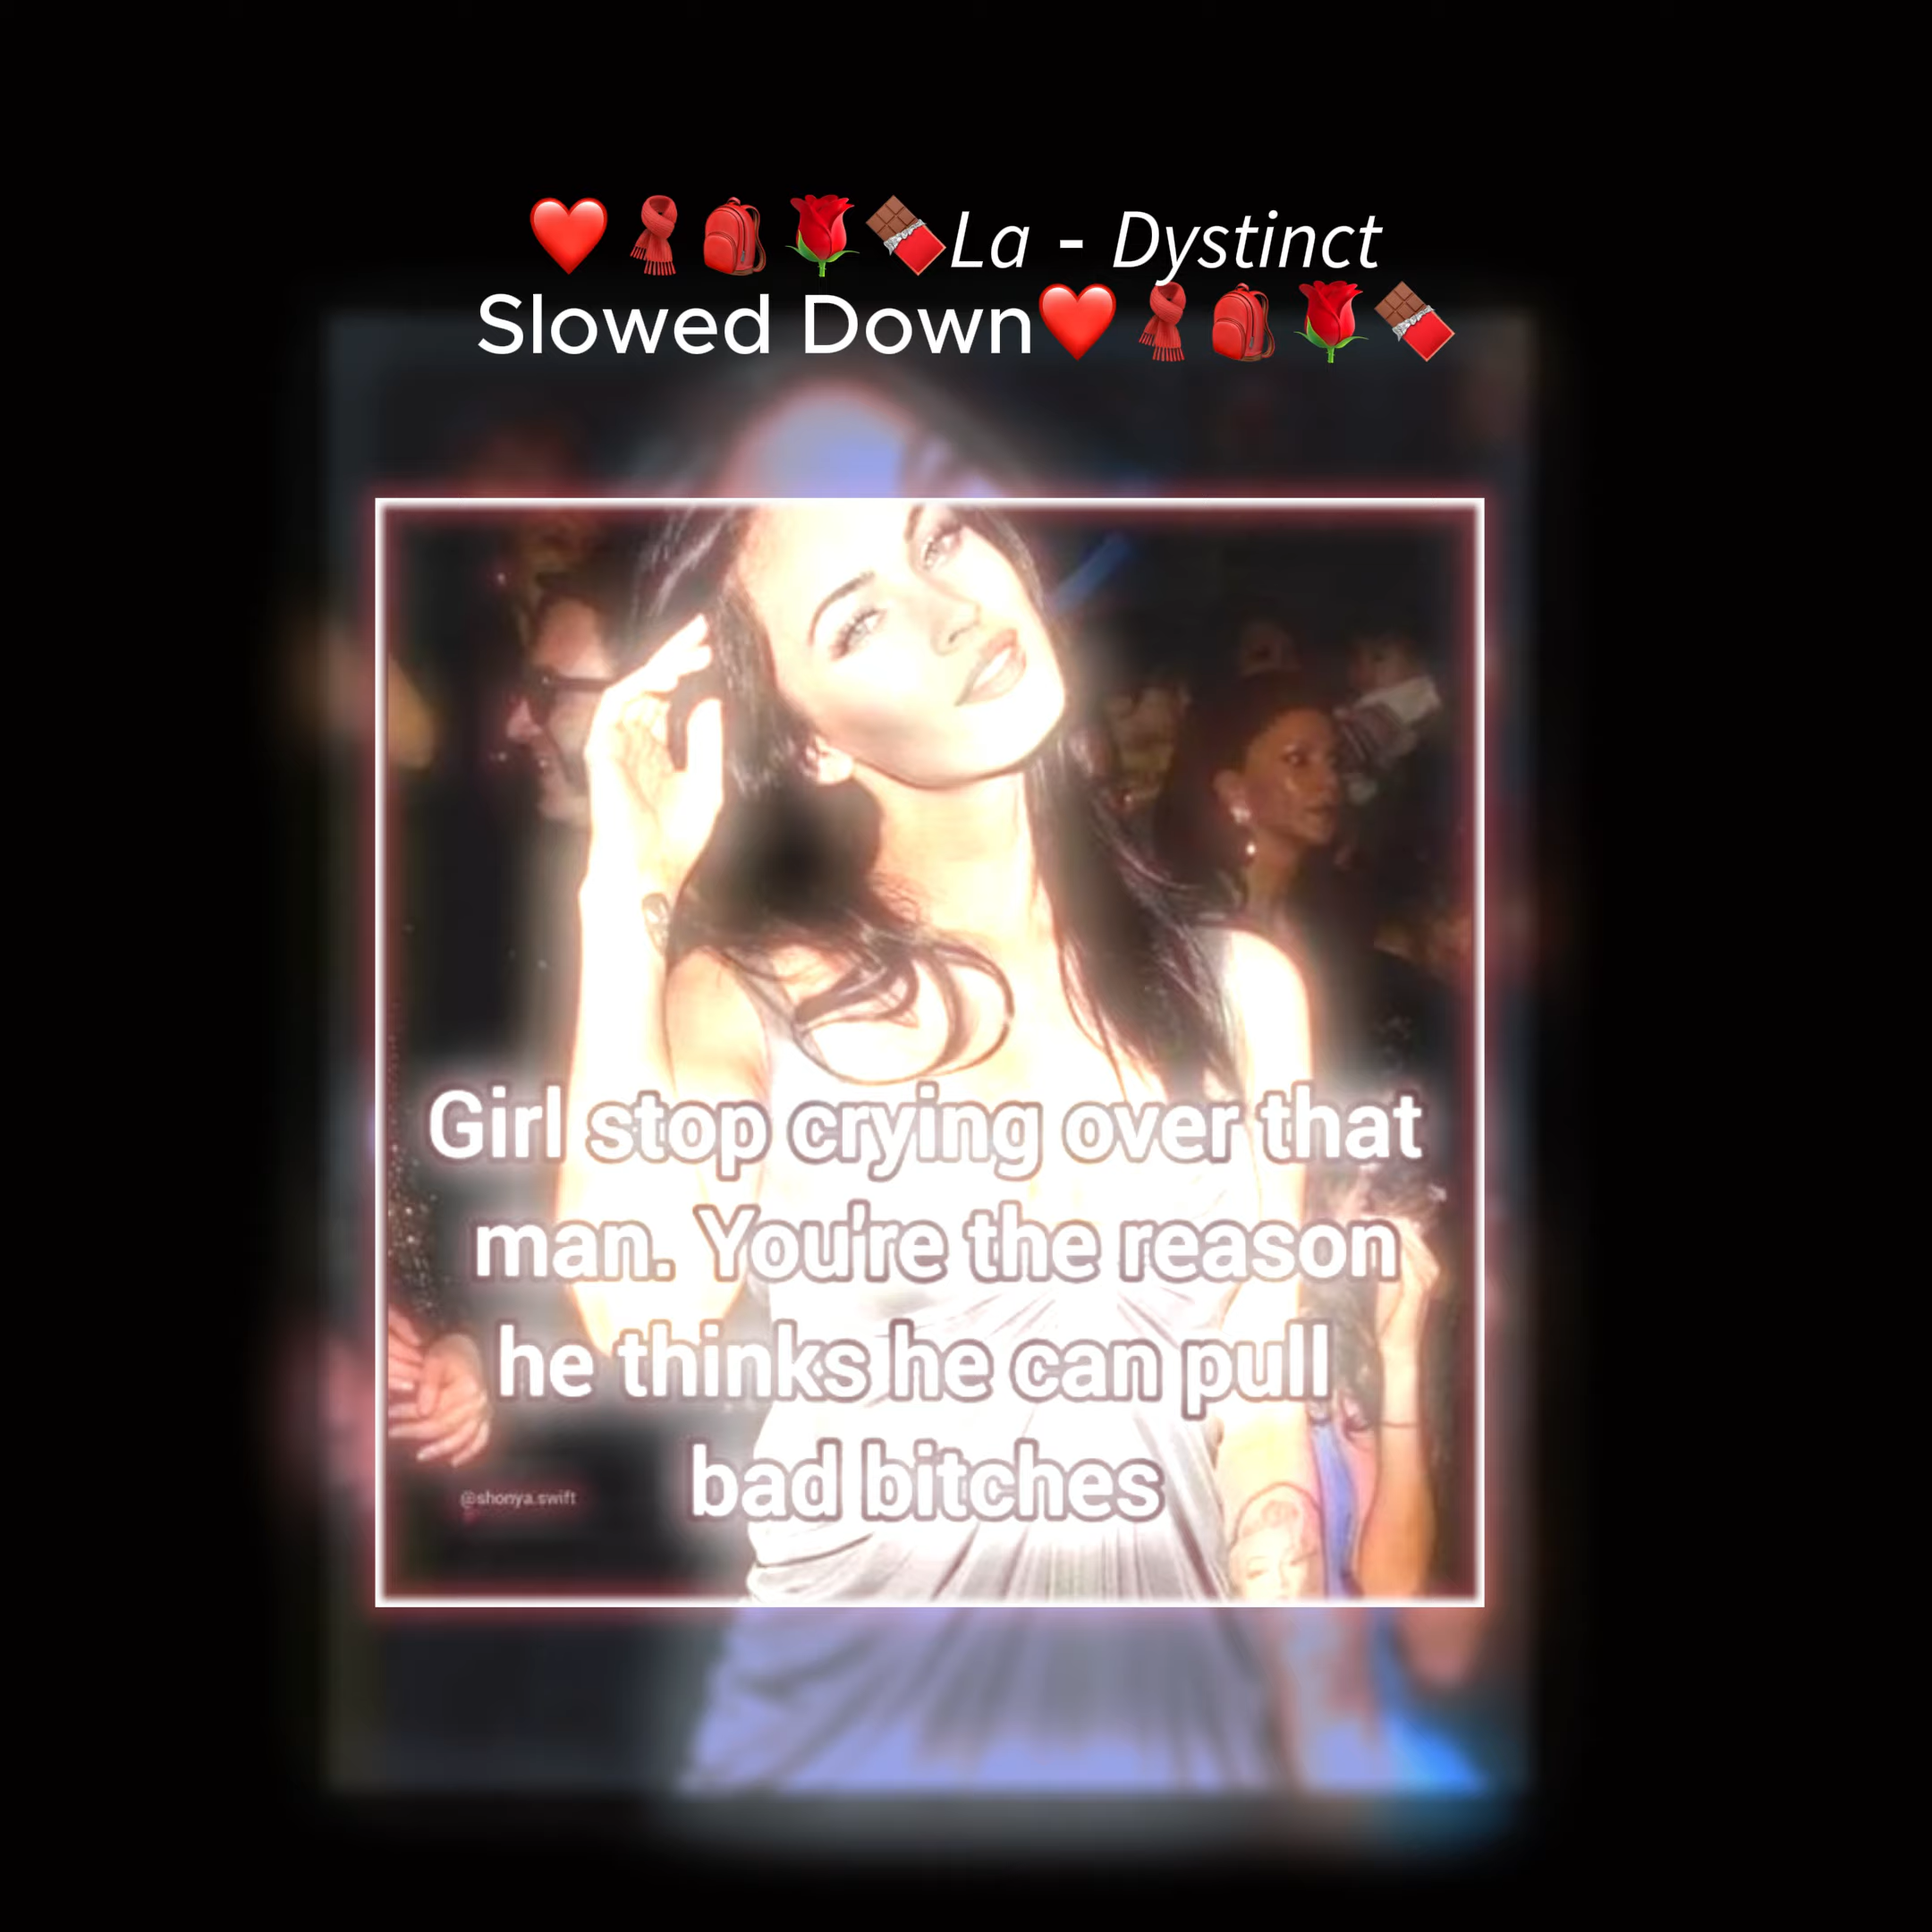 ❤️🧣🎒🌹🍫La - Dystinct
Slowed Down❤️🧣🎒🌹🍫
Girl stop crying over that
man. You're the reason
he thinks he can pull
bad bitches
@shonya.swift